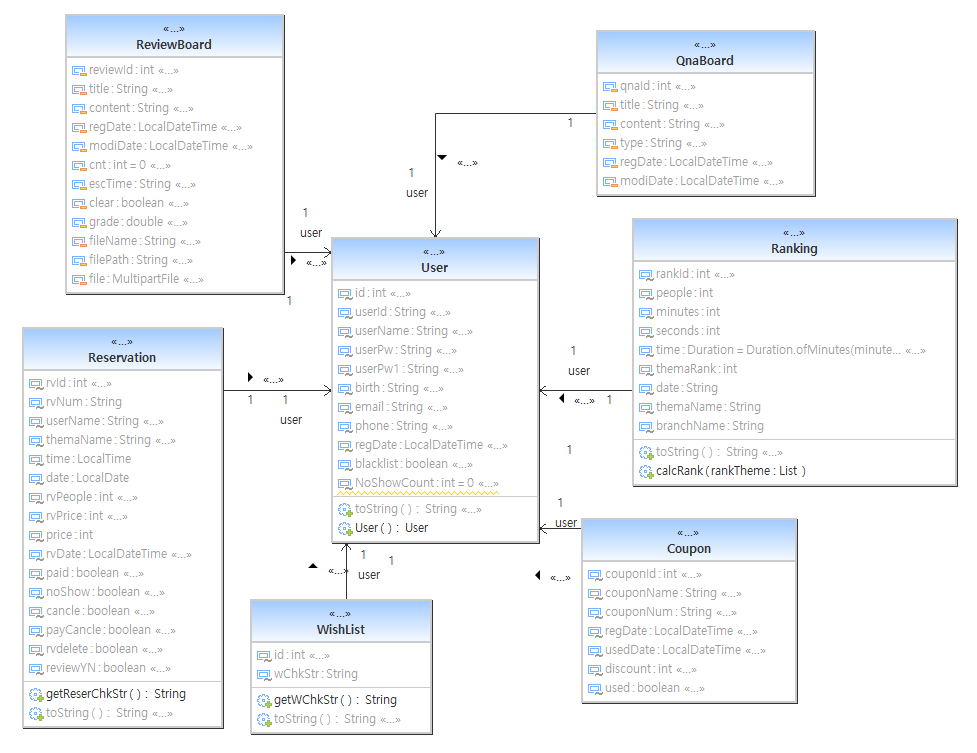 «...»
ReviewBoard
reviewId : int «...»
title : String «...»
content : String «...»
regDate : LocalDateTime «...»
modiDate : LocalDateTime «...»
cnt : int = 0 «...»
escTime : String «...»
clear : boolean «...»
grade : double «...»
fileName : String «...»
filePath : String «...»
file : MultipartFile «...»
1
user
«...»
1
«...»
QnaBoard
qnaId : int «...»
title : String «...»
content : String «...»
type : String «...»
regDate : LocalDateTime «...»
modiDate : LocalDateTime «...»
1
«...»
1
user
«...»
User
id : int «...»
userId : String «...»
userName : String «...»
userPw : String «...»
userPw1 : String «...»
birth : String «...»
email : String «...»
phone : String «...»
regDate : LocalDateTime «...»
blacklist : boolean «...»
NoShowCount : int = 0 «...»
toString ( ) : String «...»
User ( ) : User
«...»
Ranking
rankId : int «...»
people : int
minutes : int
seconds : int
time : Duration = Duration.ofMinutes(minute... «...»
themaRank : int
date : String
themaName : String
branchName : String
toString ( ) : String «...»
calcRank ( rankTheme : List )
1
user
«...»
1
«...»
Reservation
rvId : int «...»
rvNum : String
userName : String «...»
themaName : String «...»
time : LocalTime
date : LocalDate
rvPeople : int «...»
rvPrice : int «...»
price : int
rvDate : LocalDateTime «...»
paid : boolean «...»
noShow : boolean «...»
cancle : boolean «...»
payCancle : boolean «...»
rvdelete : boolean «...»
reviewYN : boolean «...»
getReserChkStr ( ) : String
toString ( ) : String «...»
«...»
1
1
user
1
1
user
«...»
«...»
Coupon
couponId : int «...»
couponName : String «...»
couponNum : String «...»
regDate : LocalDateTime «...»
usedDate : LocalDateTime «...»
discount : int «...»
used : boolean «...»
1
1
user
«...»
«...»
WishList
id : int «...»
wChkStr : String
getWChkStr ( ) : String
toString ( ) : String «...»